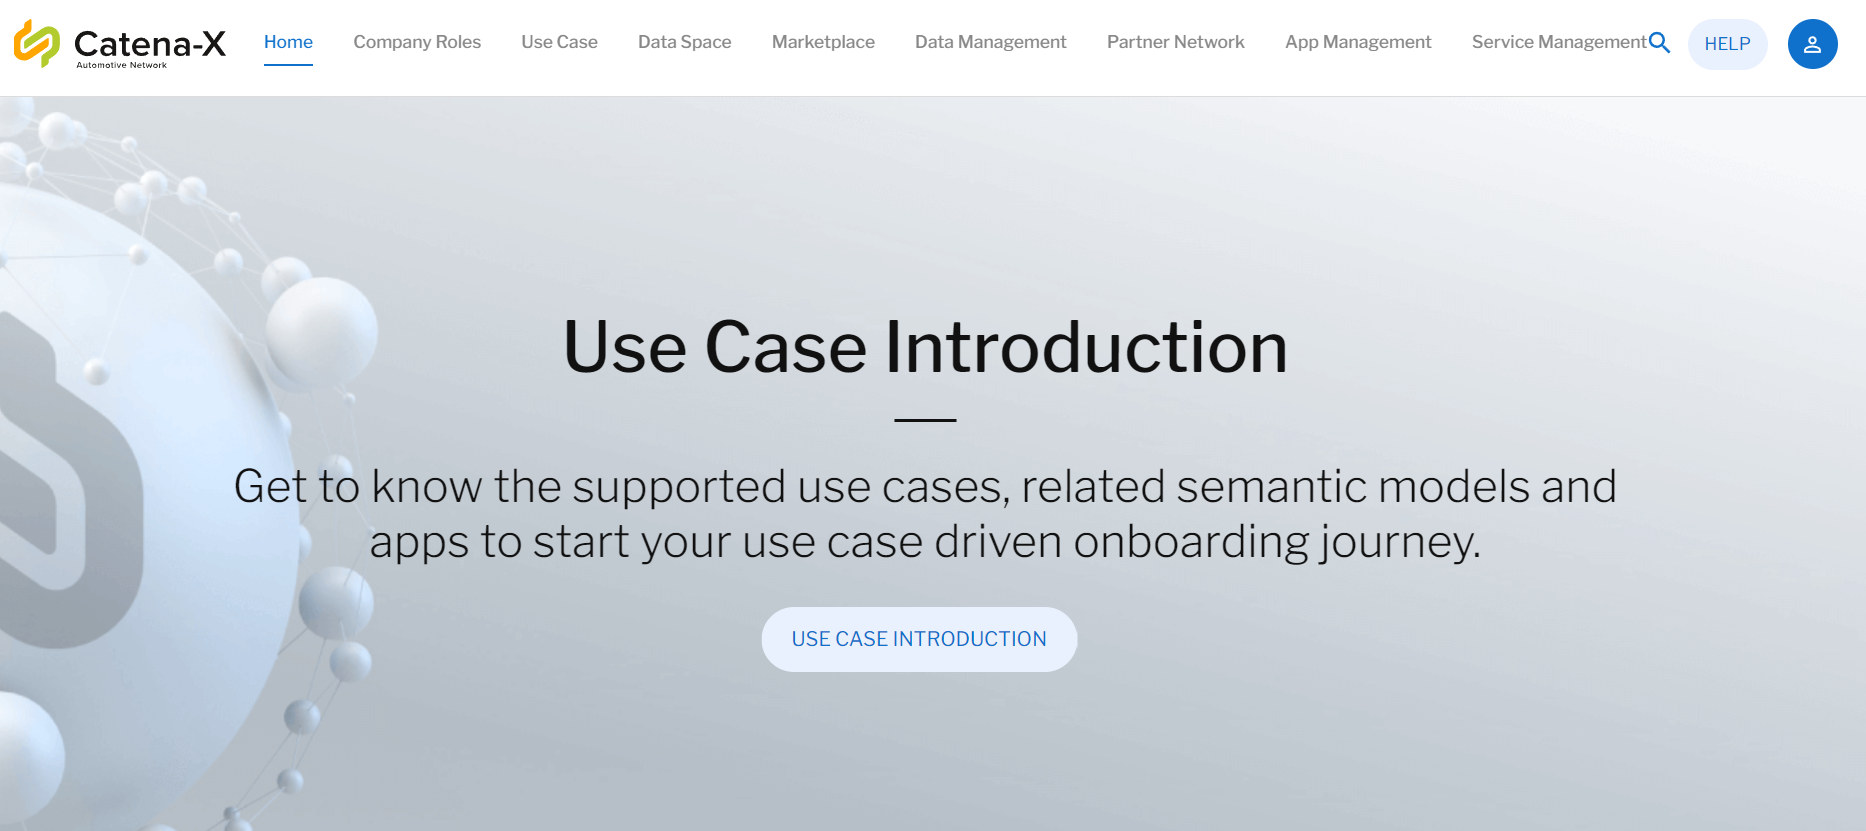 Catena-X
Automotive Network
Home Company Roles Use Case Data Space Marketplace Data Management Partner Network App Management Service Management HELP
Use Case Introduction
Get to know the supported use cases, related semantic models and
apps to start your use case driven onboarding journey.
USE CASE INTRODUCTION